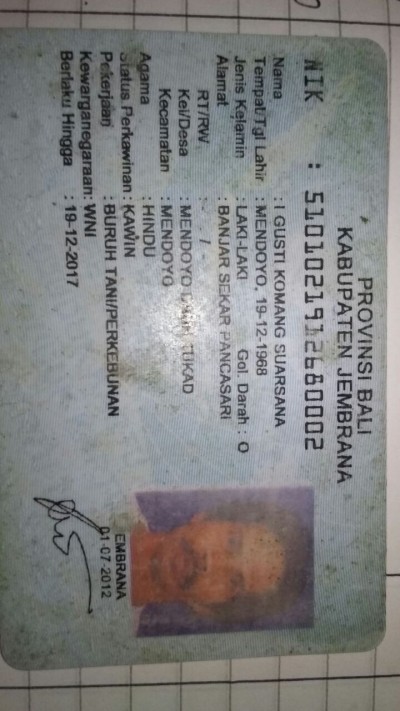 PROVINSI BALI
KABUPATEN JEMBRANA
NIK : 5101021912680002
Nama : I GUSTI KOMANG SUARSANA
Tempat/Tgl Lahir : MENDOYO, 19-12-1968
Jenis Kelamin : LAKI-LAKI Gol. Darah : O
Alamat : BANJAR SEKAR PANCASARI
RT/RW : - / -
Kel/Desa : MENDOYO TUKAD
Kecamatan : MENDOYO
Agama : HINDU
Status Perkawinan : KAWIN
Pekerjaan : BURUH TANI/PERKEBUNAN
Kewarganegaraan: WNI
Berlaku Hingga : 19-12-2017
EMBRANA
01-07-2012